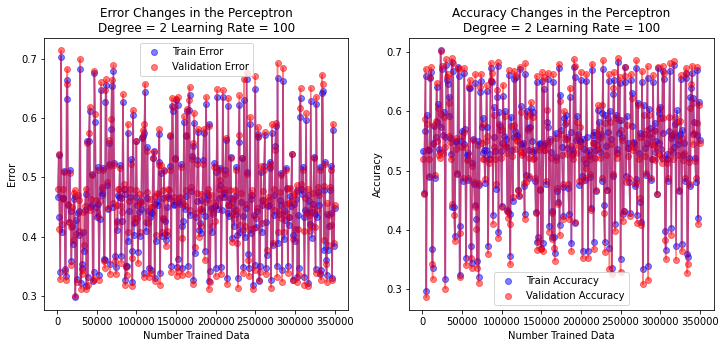 Error Changes in the Perceptron
Degree = 2 Learning Rate = 100
Train Error
Validation Error
0.7
0.6
0.5
0.4
0.3
Error
0 50000 100000 150000 200000 250000 300000 350000
Number Trained Data
Accuracy Changes in the Perceptron
Degree = 2 Learning Rate = 100
0.7
0.6
0.5
0.4
0.3
Accuracy
Train Accuracy
Validation Accuracy
0 50000 100000 150000 200000 250000 300000 350000
Number Trained Data